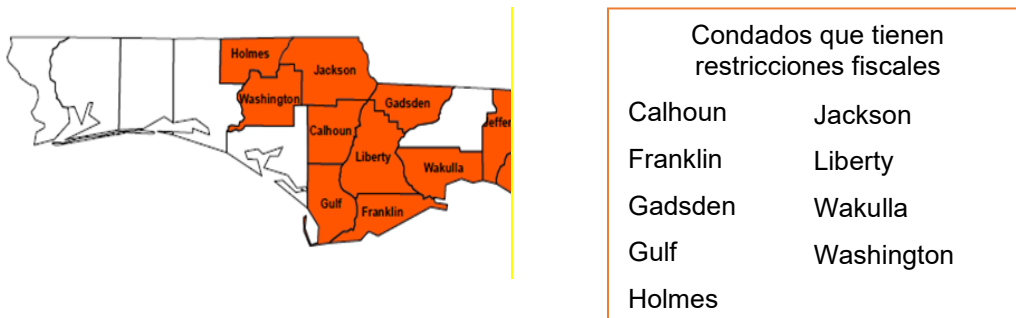 Holmes
Jackson
Washington
Gadsden
Jeffer
Calhoun
Liberty
Wakulla
Gulf
Franklin
Condados que tienen
restricciones fiscales
Calhoun
Franklin
Gadsden
Gulf
Holmes
Jackson
Liberty
Wakulla
Washington